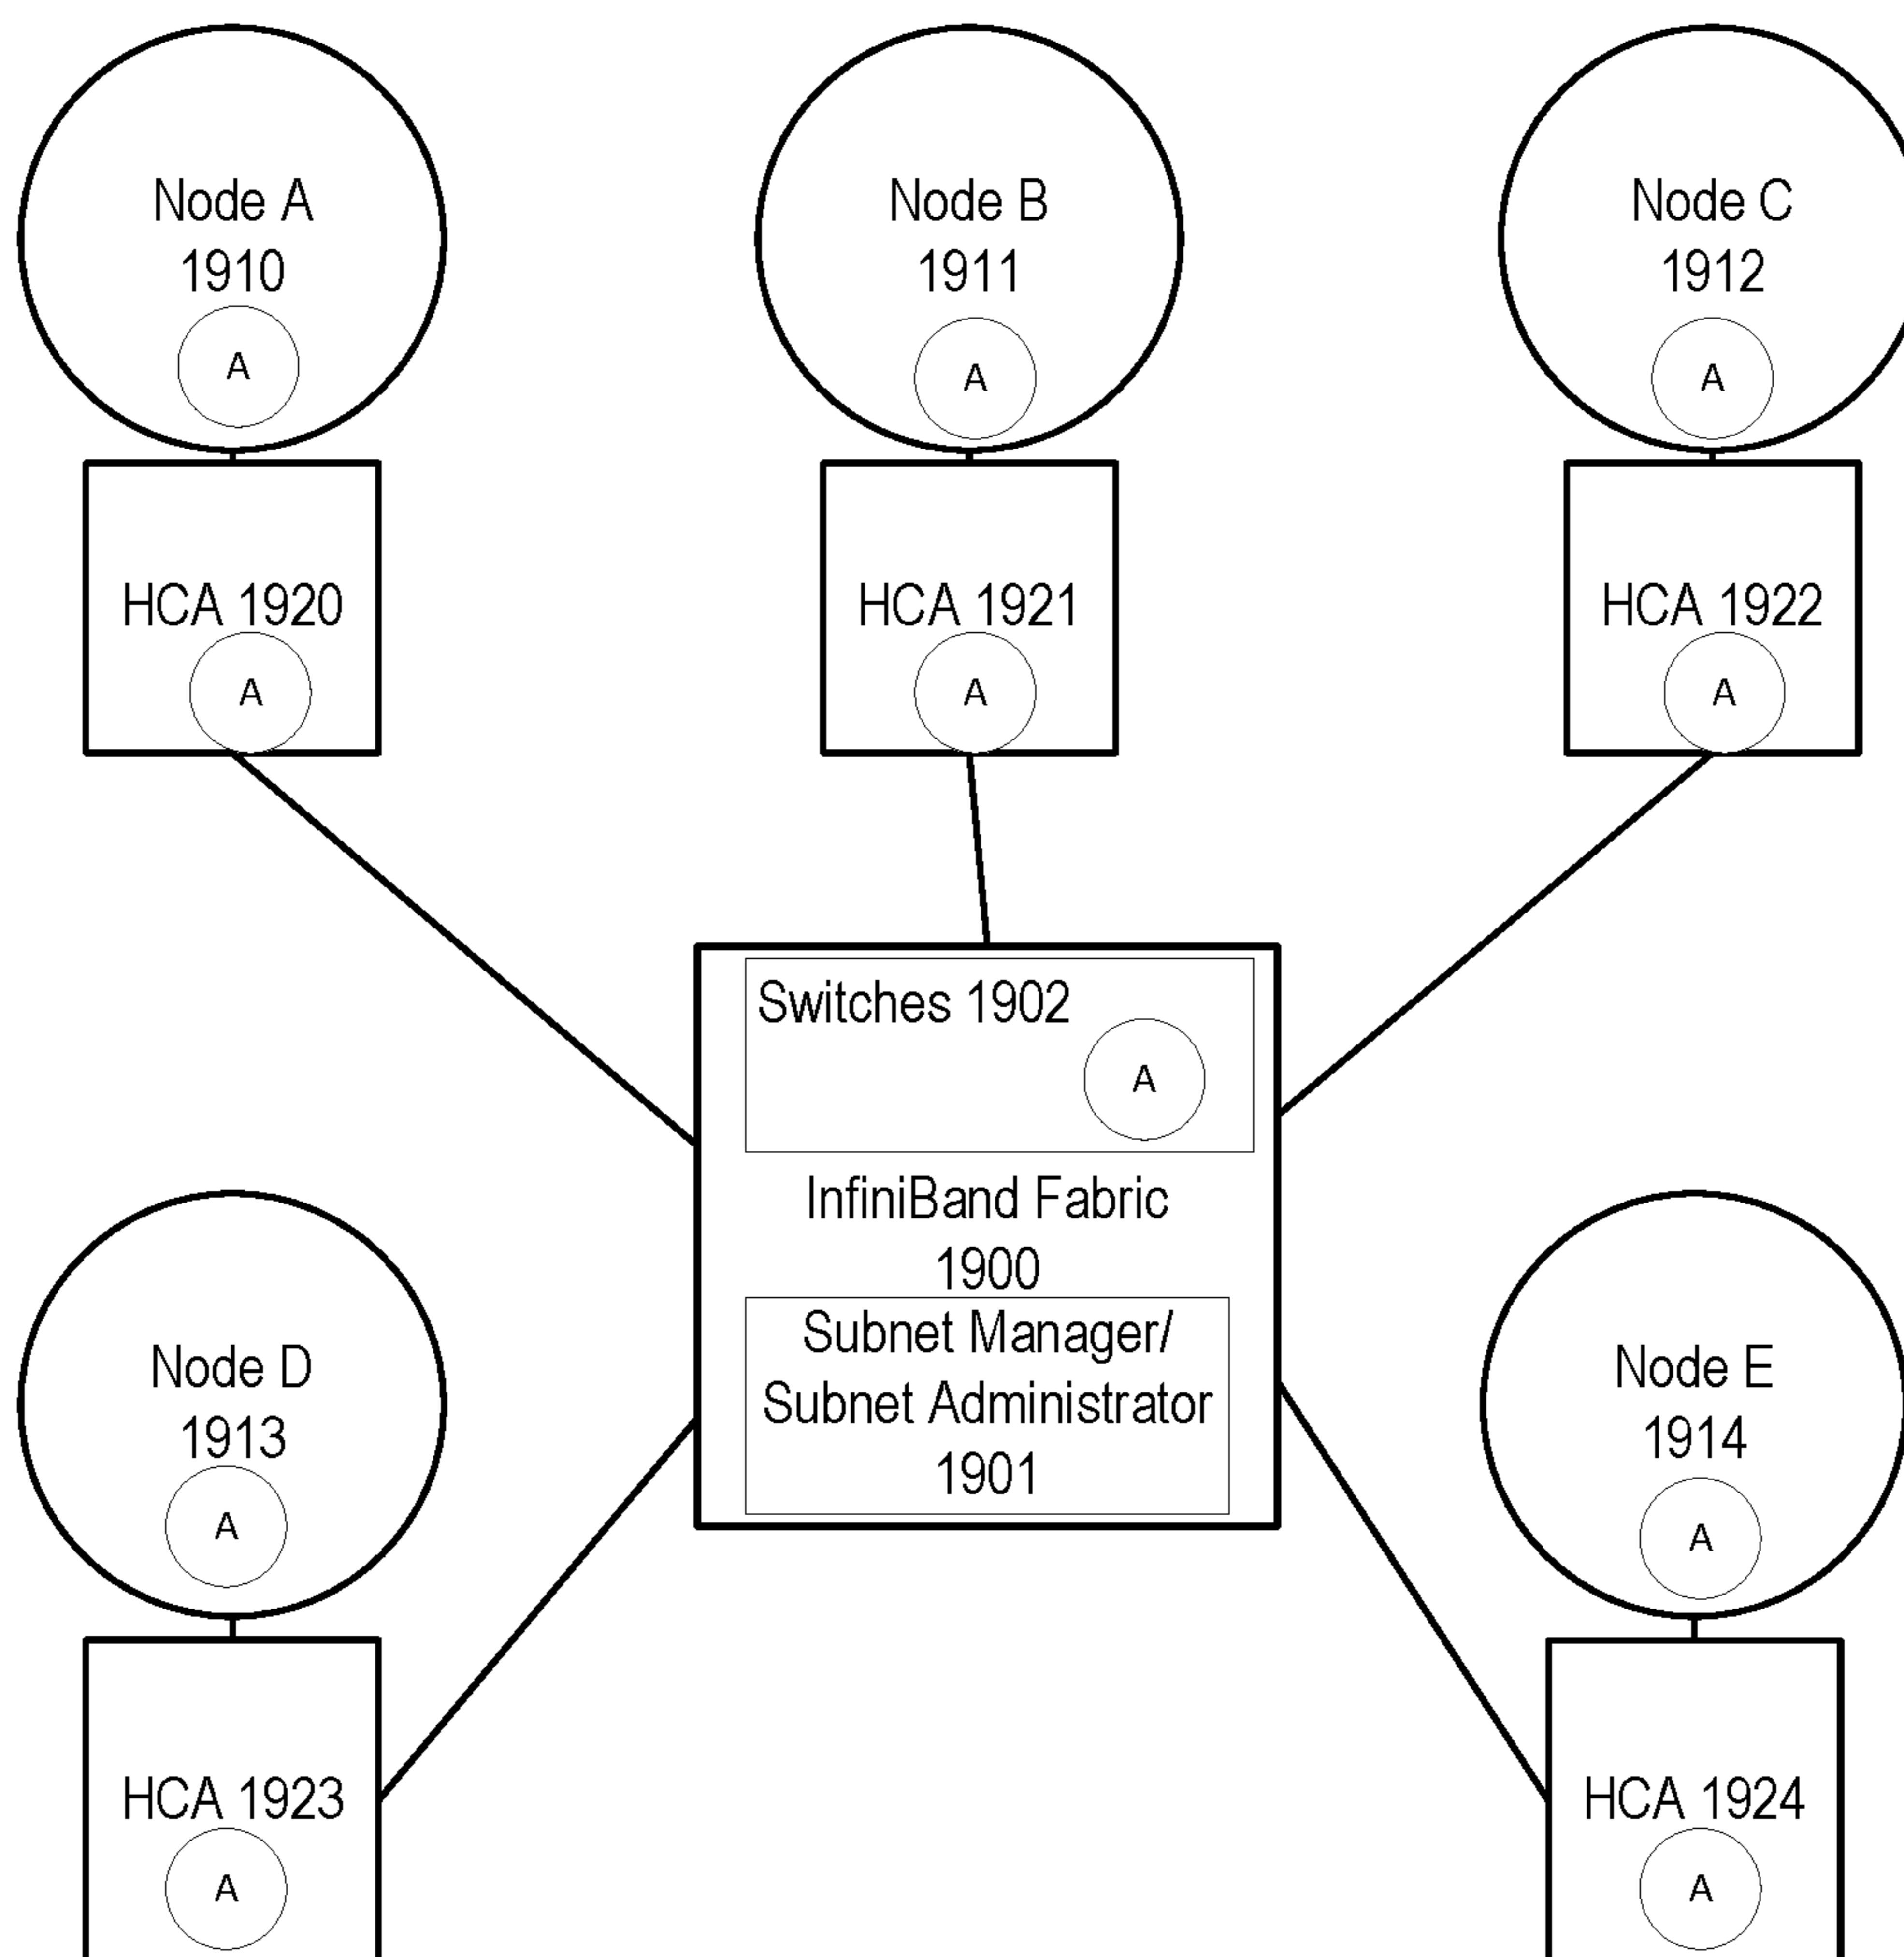 Node A
1910
A
Node B
1911
A
Node C
1912
A
HCA 1920
A
HCA 1921
A
HCA 1922
A
Switches 1902
A
InfiniBand Fabric
1900
Subnet Manager/
Subnet Administrator
1901
Node D
1913
A
Node E
1914
A
HCA 1923
A
HCA 1924
A